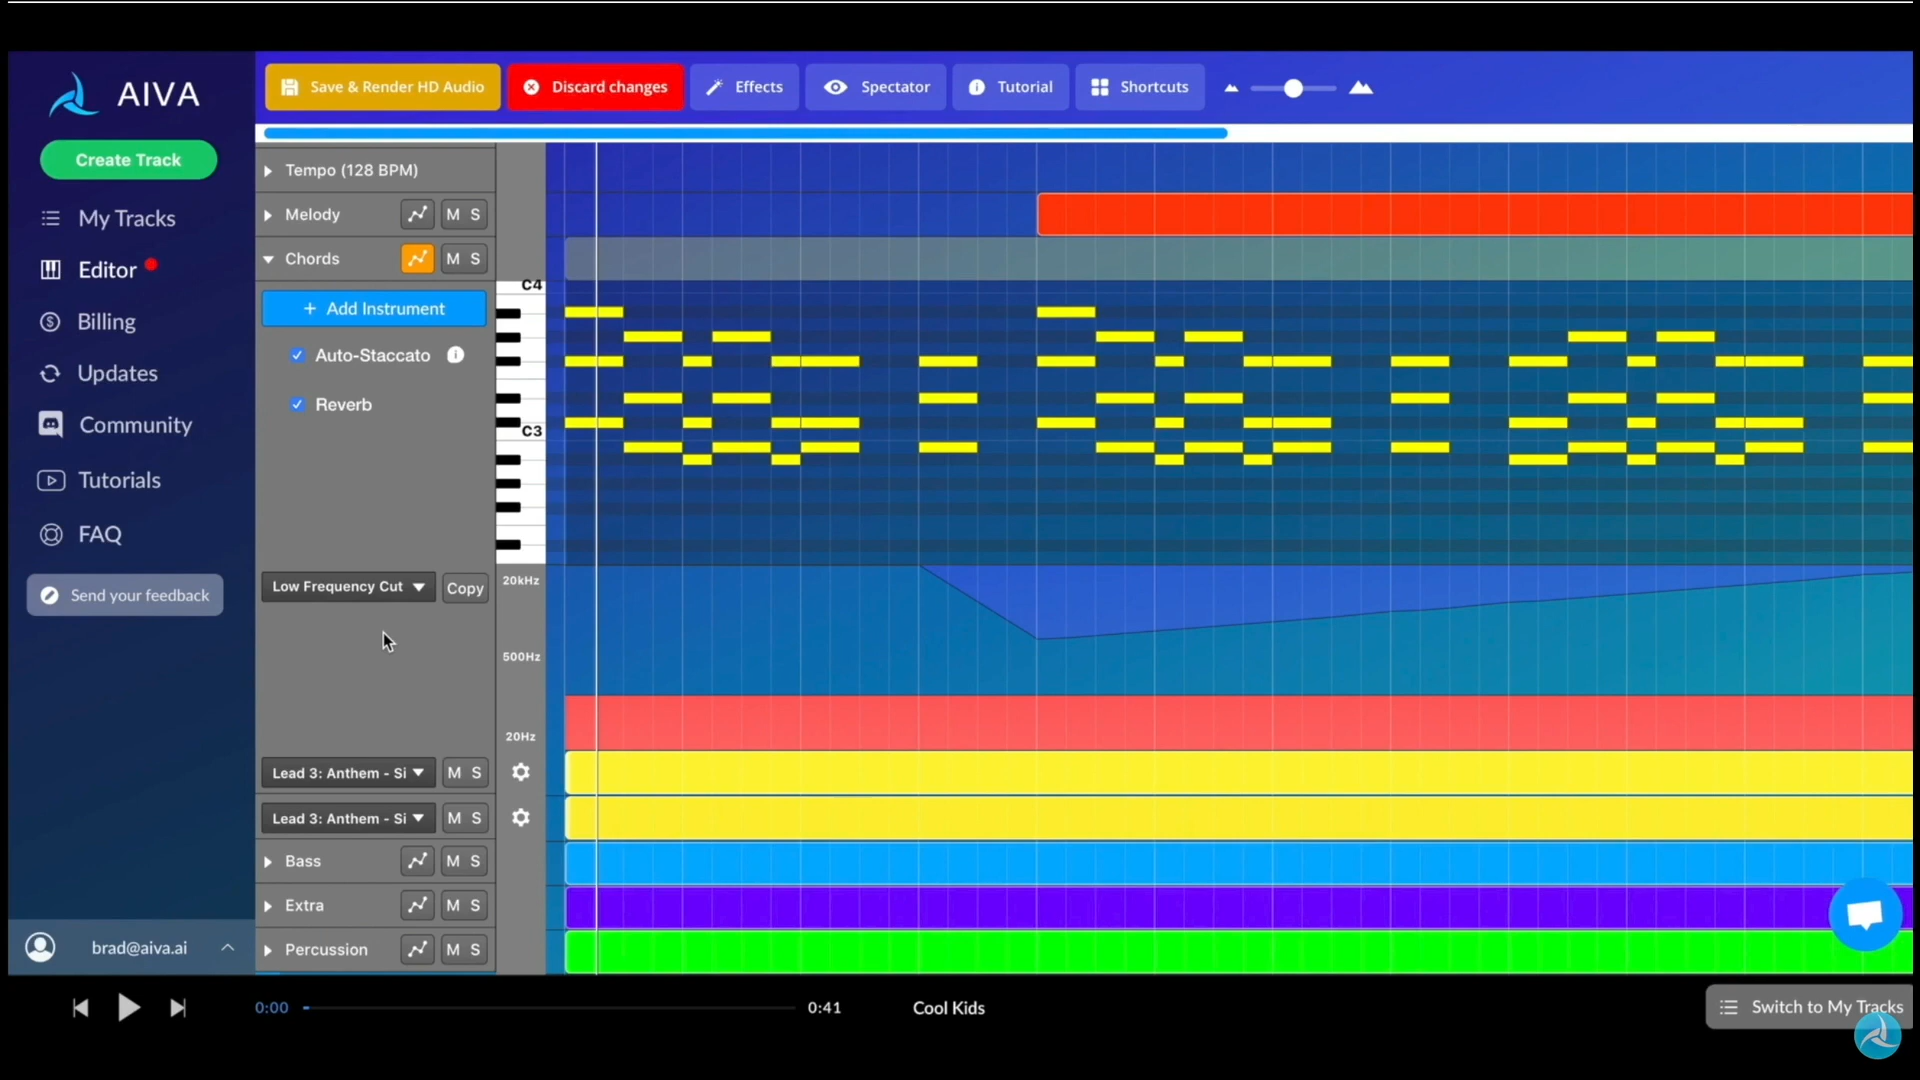 AIVA
Save & Render HD Audio
Discard changes
Effects
Spectator
Tutorial
Shortcuts
Create Track
My Tracks
Editor
Billing
Updates
Community
Tutorials
FAQ
Send your feedback
brad@aiva.ai
Tempo (128 BPM)
Melody
M S
Chords
M S
+ Add Instrument
Auto-Staccato
Reverb
C4
C3
Low Frequency Cut
Copy
20kHz
500Hz
20Hz
Lead 3: Anthem - Si
M S
Lead 3: Anthem - Si
M S
Bass
M S
Extra
M S
Percussion
M S
0:00
0:41
Cool Kids
Switch to My Tracks